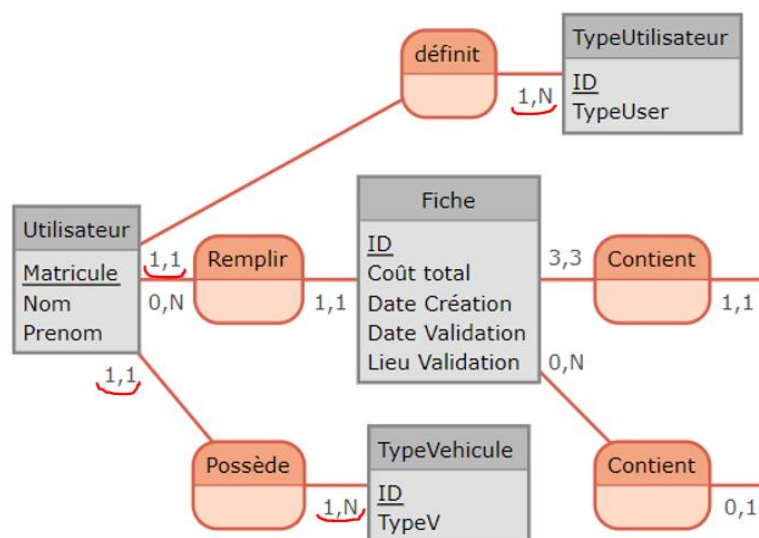 définit
TypeUtilisateur
ID
TypeUser
1,N
Utilisateur
Matricule
Nom
Prenom
1,1
0,N
Remplir
1,1
Fiche
ID
Coût total
Date Création
Date Validation
Lieu Validation
3,3
Contient
1,1
0,N
1,1
Possède
1,N
TypeVehicule
ID
TypeV
Contient
0,1